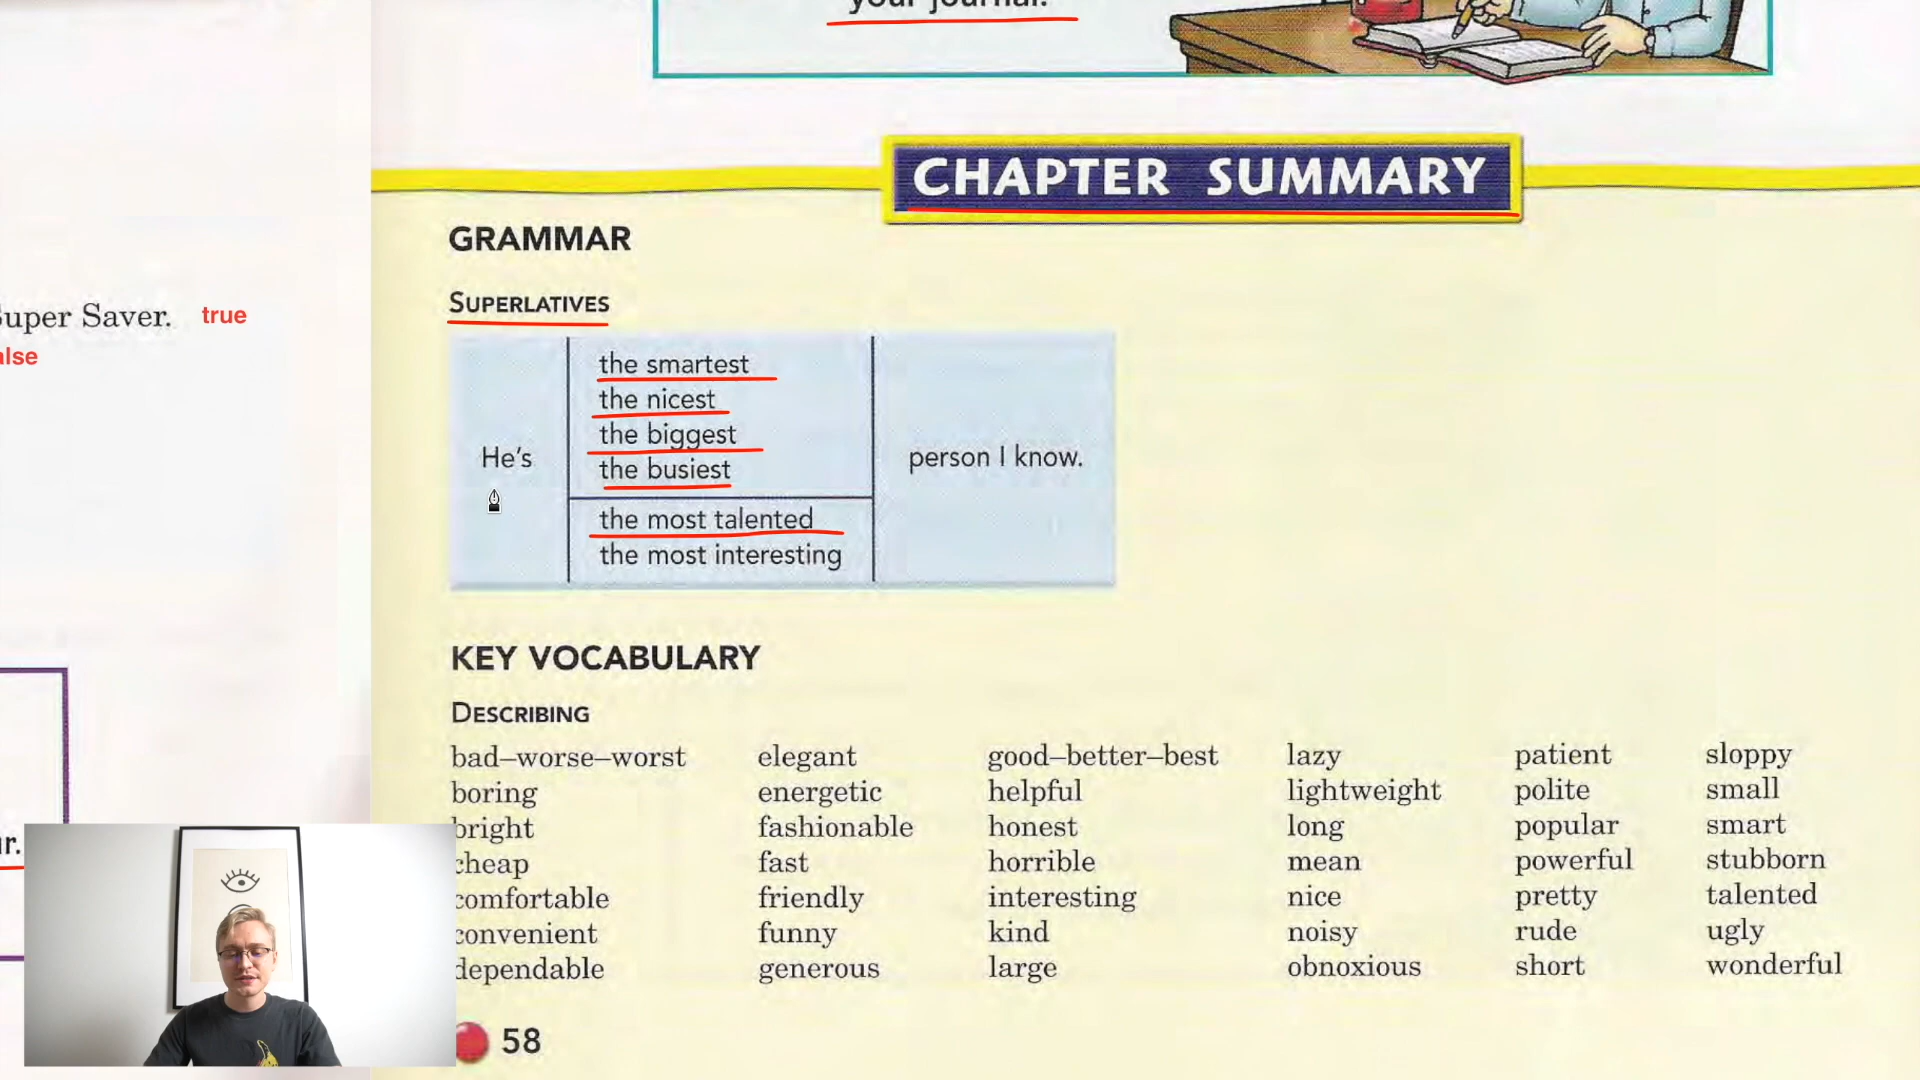 your journal.
CHAPTER SUMMARY
GRAMMAR
SUPERLATIVES
Super Saver. true
He's
the smartest
the nicest
the biggest
the busiest
the most talented
the most interesting
person I know.
KEY VOCABULARY
DESCRIBING
bad–worse–worst elegant good–better–best lazy patient sloppy
boring energetic helpful lightweight polite small
bright fashionable honest long popular smart
cheap fast horrible mean powerful stubborn
comfortable friendly interesting nice pretty talented
convenient funny kind noisy rude ugly
dependable generous large obnoxious short wonderful
58